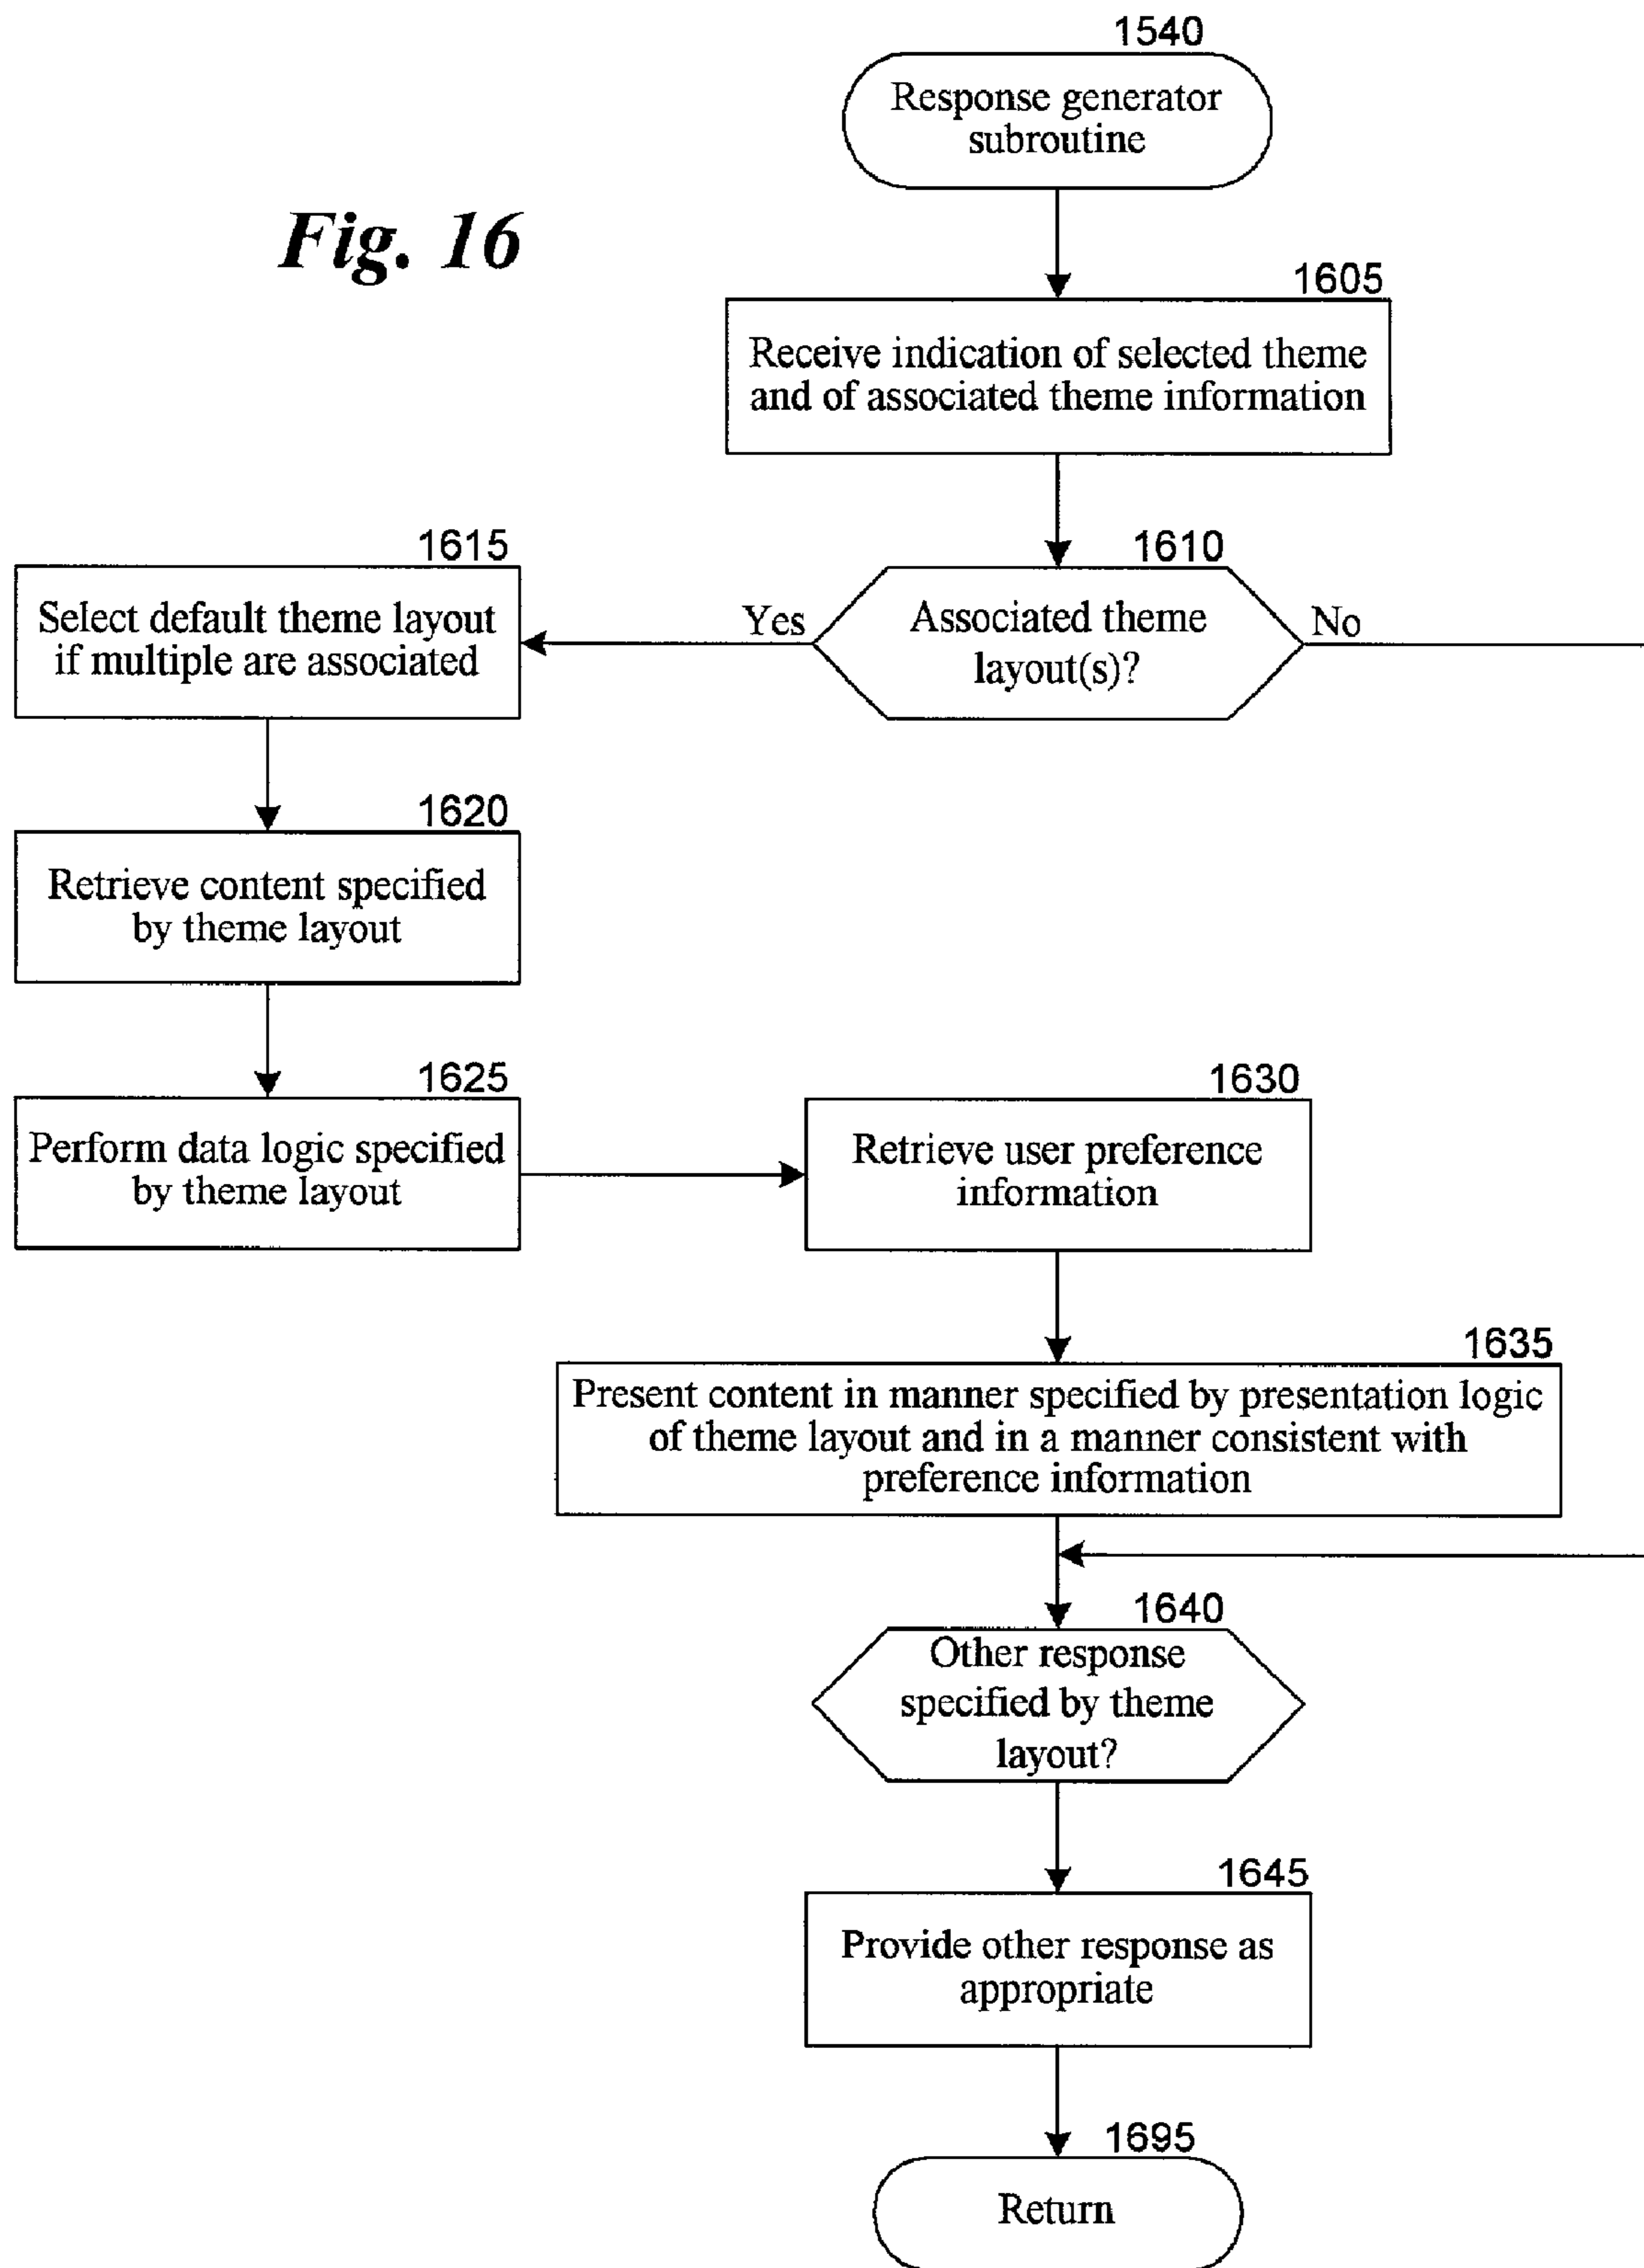 1540
Response generator
subroutine
Fig. 16
1605
Receive indication of selected theme
and of associated theme information
1610
Associated theme
layout(s)?
Yes
No
1615
Select default theme layout
if multiple are associated
1620
Retrieve content specified
by theme layout
1625
Perform data logic specified
by theme layout
1630
Retrieve user preference
information
1635
Present content in manner specified by presentation logic
of theme layout and in a manner consistent with
preference information
1640
Other response
specified by theme
layout?
1645
Provide other response as
appropriate
1695
Return